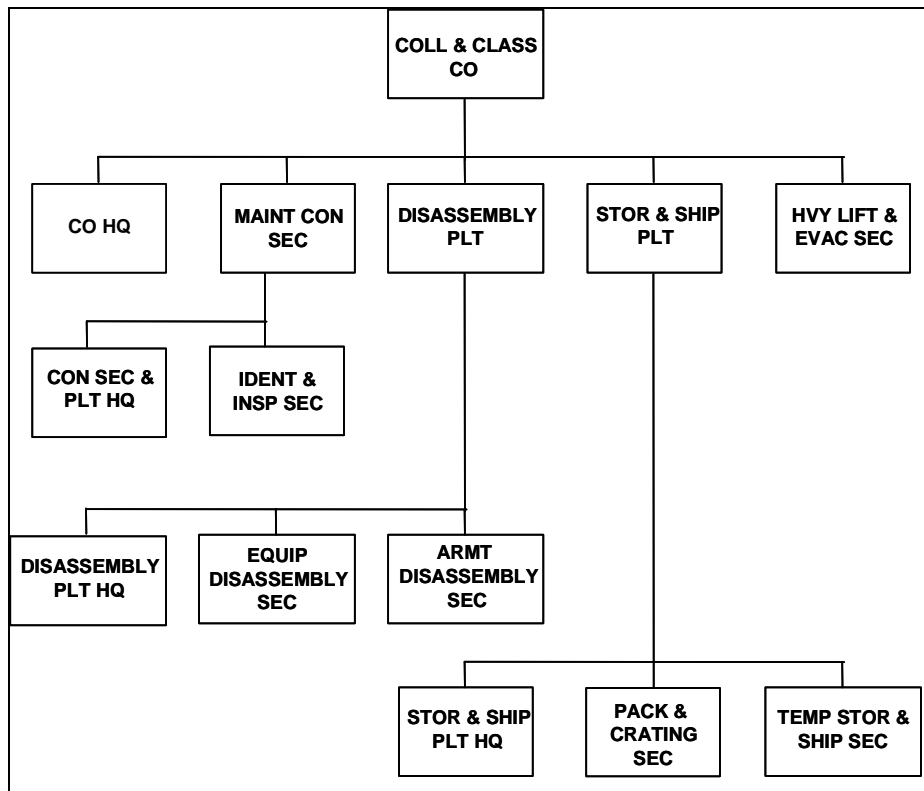 COLL & CLASS
CO
CO HQ
MAINT CON
SEC
DISASSEMBLY
PLT
STOR & SHIP
PLT
HVY LIFT &
EVAC SEC
CON SEC &
PLT HQ
IDENT &
INSP SEC
DISASSEMBLY
PLT HQ
EQUIP
DISASSEMBLY
SEC
ARMT
DISASSEMBLY
SEC
STOR & SHIP
PLT HQ
PACK &
CRATING
SEC
TEMP STOR &
SHIP SEC